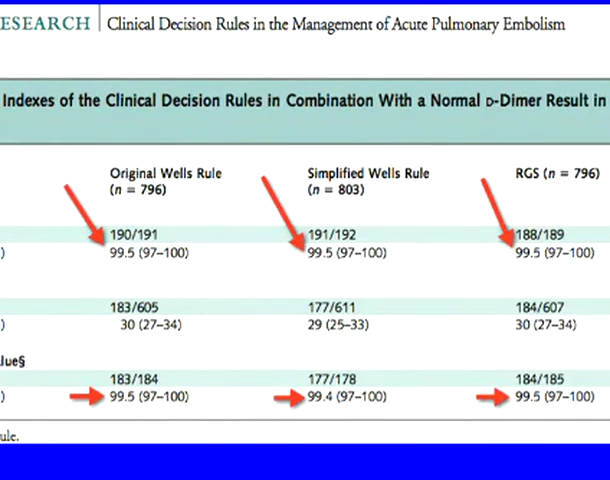 ESEARCH | Clinical Decision Rules in the Management of Acute Pulmonary Embolism
Indexes of the Clinical Decision Rules in Combination With a Normal D-Dimer Result in
Original Wells Rule Simplified Wells Rule RGS (n = 796)
(n = 796) (n = 803)
190/191 191/192 188/189
) 99.5 (97–100) 99.5 (97–100) 99.5 (97–100)
183/605 177/611 184/607
) 30 (27–34) 29 (25–33) 30 (27–34)
lue§
183/184 177/178 184/185
) 99.5 (97–100) 99.4 (97–100) 99.5 (97–100)
ule.